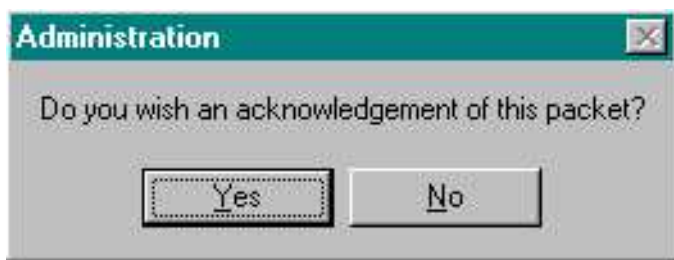 Administration
Do you wish an acknowledgement of this packet?
Yes No